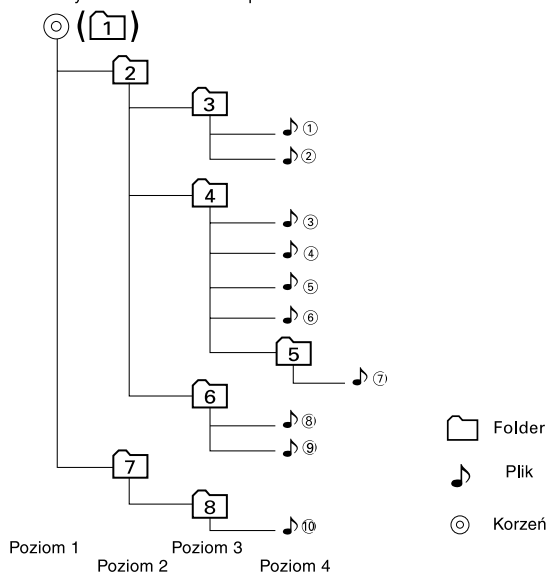 (1)
2
3
①
②
4
③
④
⑤
⑥
5
⑦
6
⑧
⑨
7
8
⑩
Folder
Plik
Korzeń
Poziom 1
Poziom 2
Poziom 3
Poziom 4